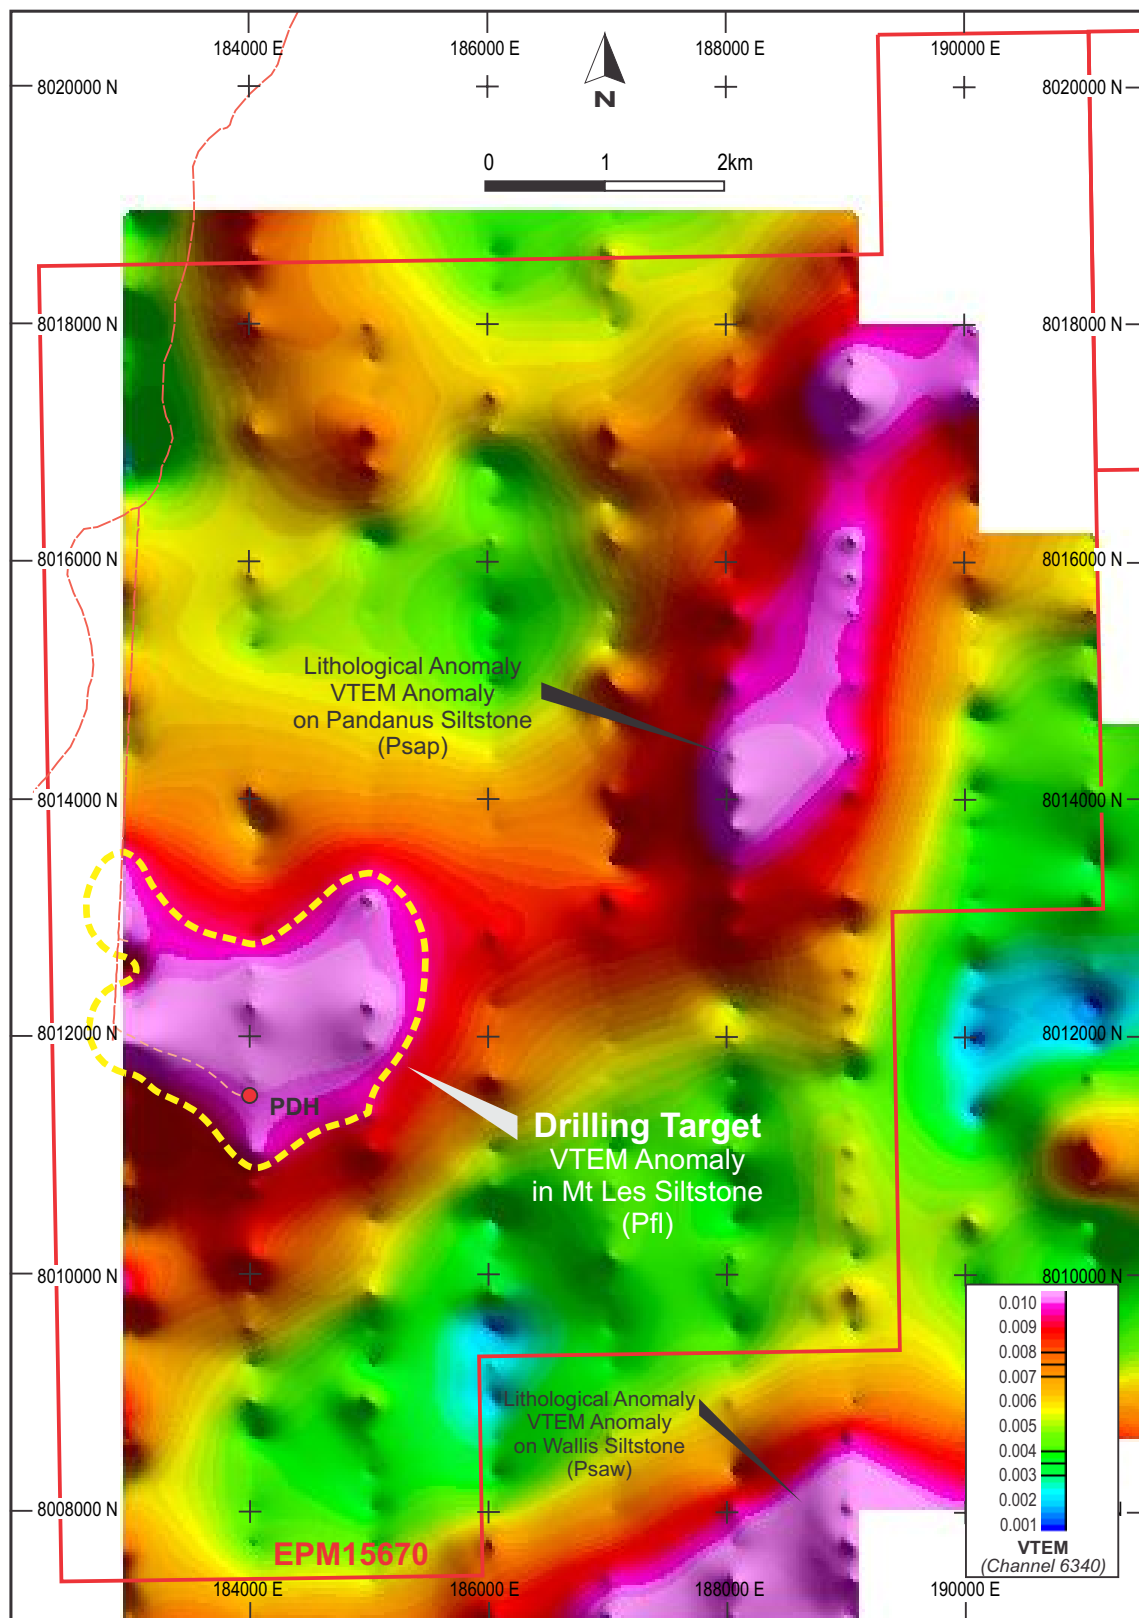 184000 E
186000 E
188000 E
190000 E
8020000 N
8020000 N
N
0 1 2km
8018000 N
8018000 N
8016000 N
8016000 N
Lithological Anomaly
VTEM Anomaly
on Pandanus Siltstone
(Psap)
8014000 N
8014000 N
8012000 N
8012000 N
PDH
Drilling Target
VTEM Anomaly
in Mt Les Siltstone
(Pfl)
8010000 N
8010000 N
Lithological Anomaly
VTEM Anomaly
on Wallis Siltstone
(Psaw)
8008000 N
EPM15670
0.010
0.009
0.008
0.007
0.006
0.005
0.004
0.003
0.002
0.001
VTEM
(Channel 6340)
184000 E
186000 E
188000 E
190000 E